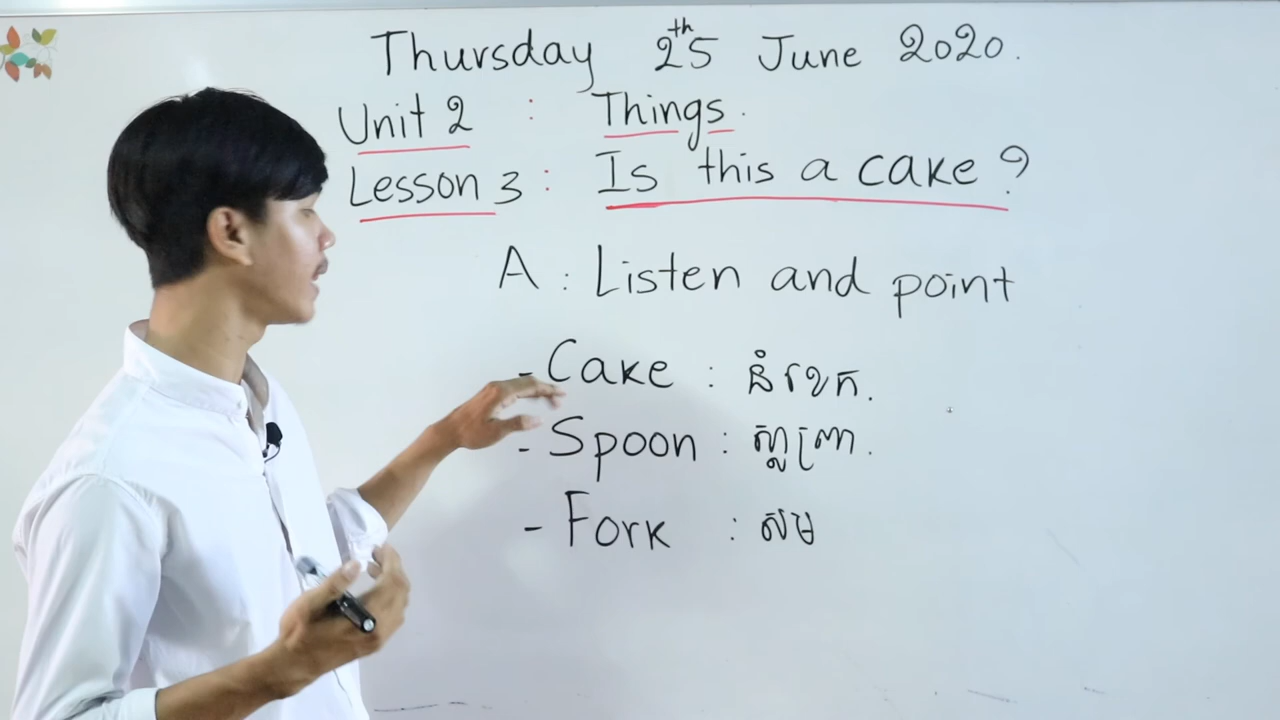 Thursday 25th June 2020.
Unit 2 : Things.
Lesson 3 : Is this a cake?
A : Listen and point
- Cake : នំខេក.
- Spoon : ស្លាបព្រា.
- Fork : សម